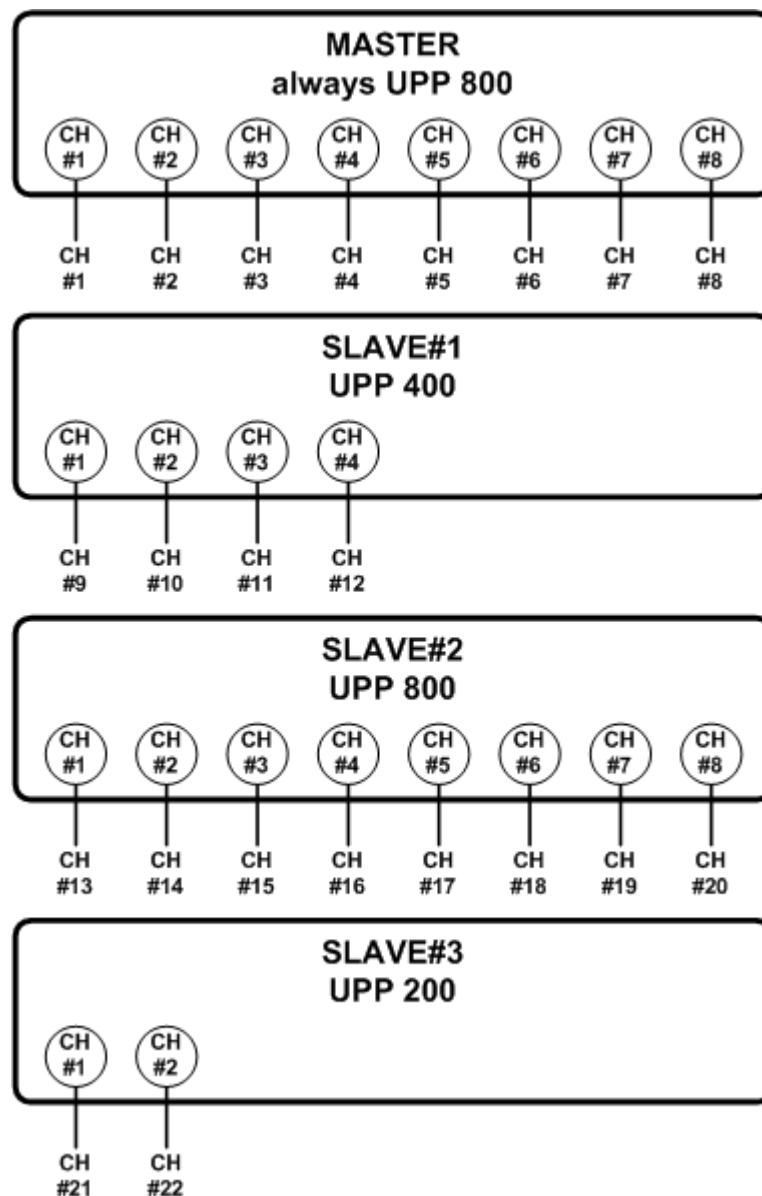 MASTER
always UPP 800
CH CH CH CH CH CH CH CH
#1 #2 #3 #4 #5 #6 #7 #8
CH CH CH CH CH CH CH CH
#1 #2 #3 #4 #5 #6 #7 #8
SLAVE#1
UPP 400
CH CH CH CH
#1 #2 #3 #4
CH CH CH CH
#9 #10 #11 #12
SLAVE#2
UPP 800
CH CH CH CH CH CH CH CH
#1 #2 #3 #4 #5 #6 #7 #8
CH CH CH CH CH CH CH CH
#13 #14 #15 #16 #17 #18 #19 #20
SLAVE#3
UPP 200
CH CH
#1 #2
CH CH
#21 #22